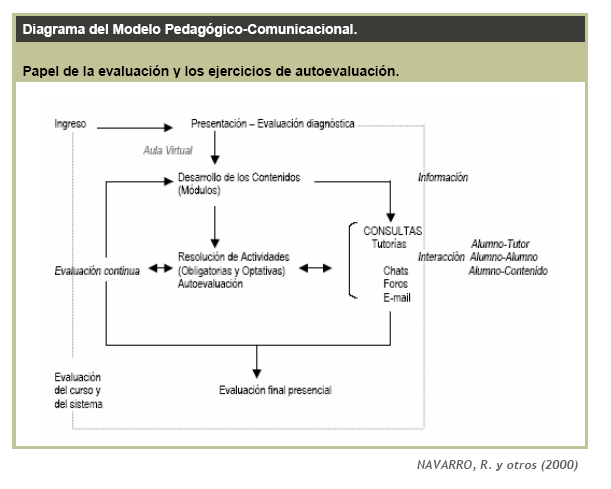 Diagrama del Modelo Pedagógico-Comunicacional.
Papel de la evaluación y los ejercicios de autoevaluación.
Ingreso
Presentación – Evaluación diagnóstica
Aula Virtual
Desarrollo de los Contenidos
(Módulos)
Información
CONSULTAS
Tutorías
Chats
Foros
E-mail
Interacción
Alumno-Tutor
Alumno-Alumno
Alumno-Contenido
Evaluación continua
Resolución de Actividades
(Obligatorias y Optativas)
Autoevaluación
Evaluación
del curso y
del sistema
Evaluación final presencial
NAVARRO, R. y otros (2000)